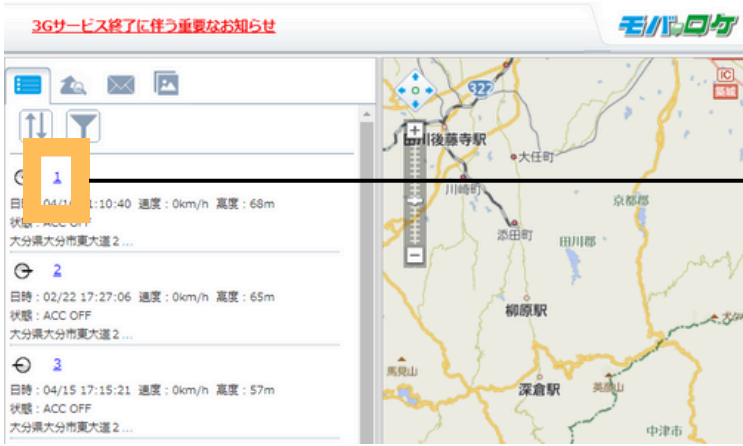 3Gサービス終了に伴う重要なお知らせ
モバロケ
1
日時：04/1 1:10:40 速度：0km/h 高度：68m
状態：ACC OFF
大分県大分市東大道２...
2
日時：02/22 17:27:06 速度：0km/h 高度：65m
状態：ACC OFF
大分県大分市東大道２...
3
日時：04/15 17:15:21 速度：0km/h 高度：57m
状態：ACC OFF
大分県大分市東大道２...
322
IC
築城
田川後藤寺駅
大任町
川崎町
京都郡
添田町
田川郡
柳原駅
馬見山
深倉駅
英彦山
中津市